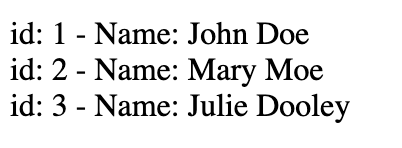 id: 1 - Name: John Doe
id: 2 - Name: Mary Moe
id: 3 - Name: Julie Dooley